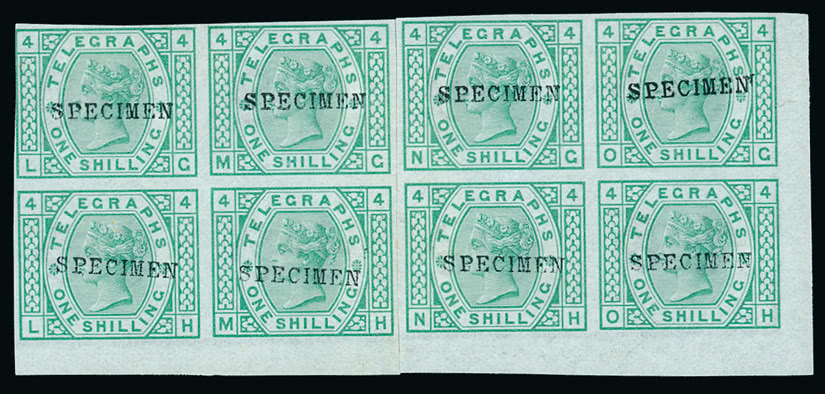 4 TELEGRAPHS 4
SPECIMEN
ONE SHILLING
L G
4 TELEGRAPHS 4
SPECIMEN
ONE SHILLING
M G
4 TELEGRAPHS 4
SPECIMEN
ONE SHILLING
N G
4 TELEGRAPHS 4
SPECIMEN
ONE SHILLING
O G
4 TELEGRAPHS 4
SPECIMEN
ONE SHILLING
L H
4 TELEGRAPHS 4
SPECIMEN
ONE SHILLING
M H
4 TELEGRAPHS 4
SPECIMEN
ONE SHILLING
N H
4 TELEGRAPHS 4
SPECIMEN
ONE SHILLING
O H